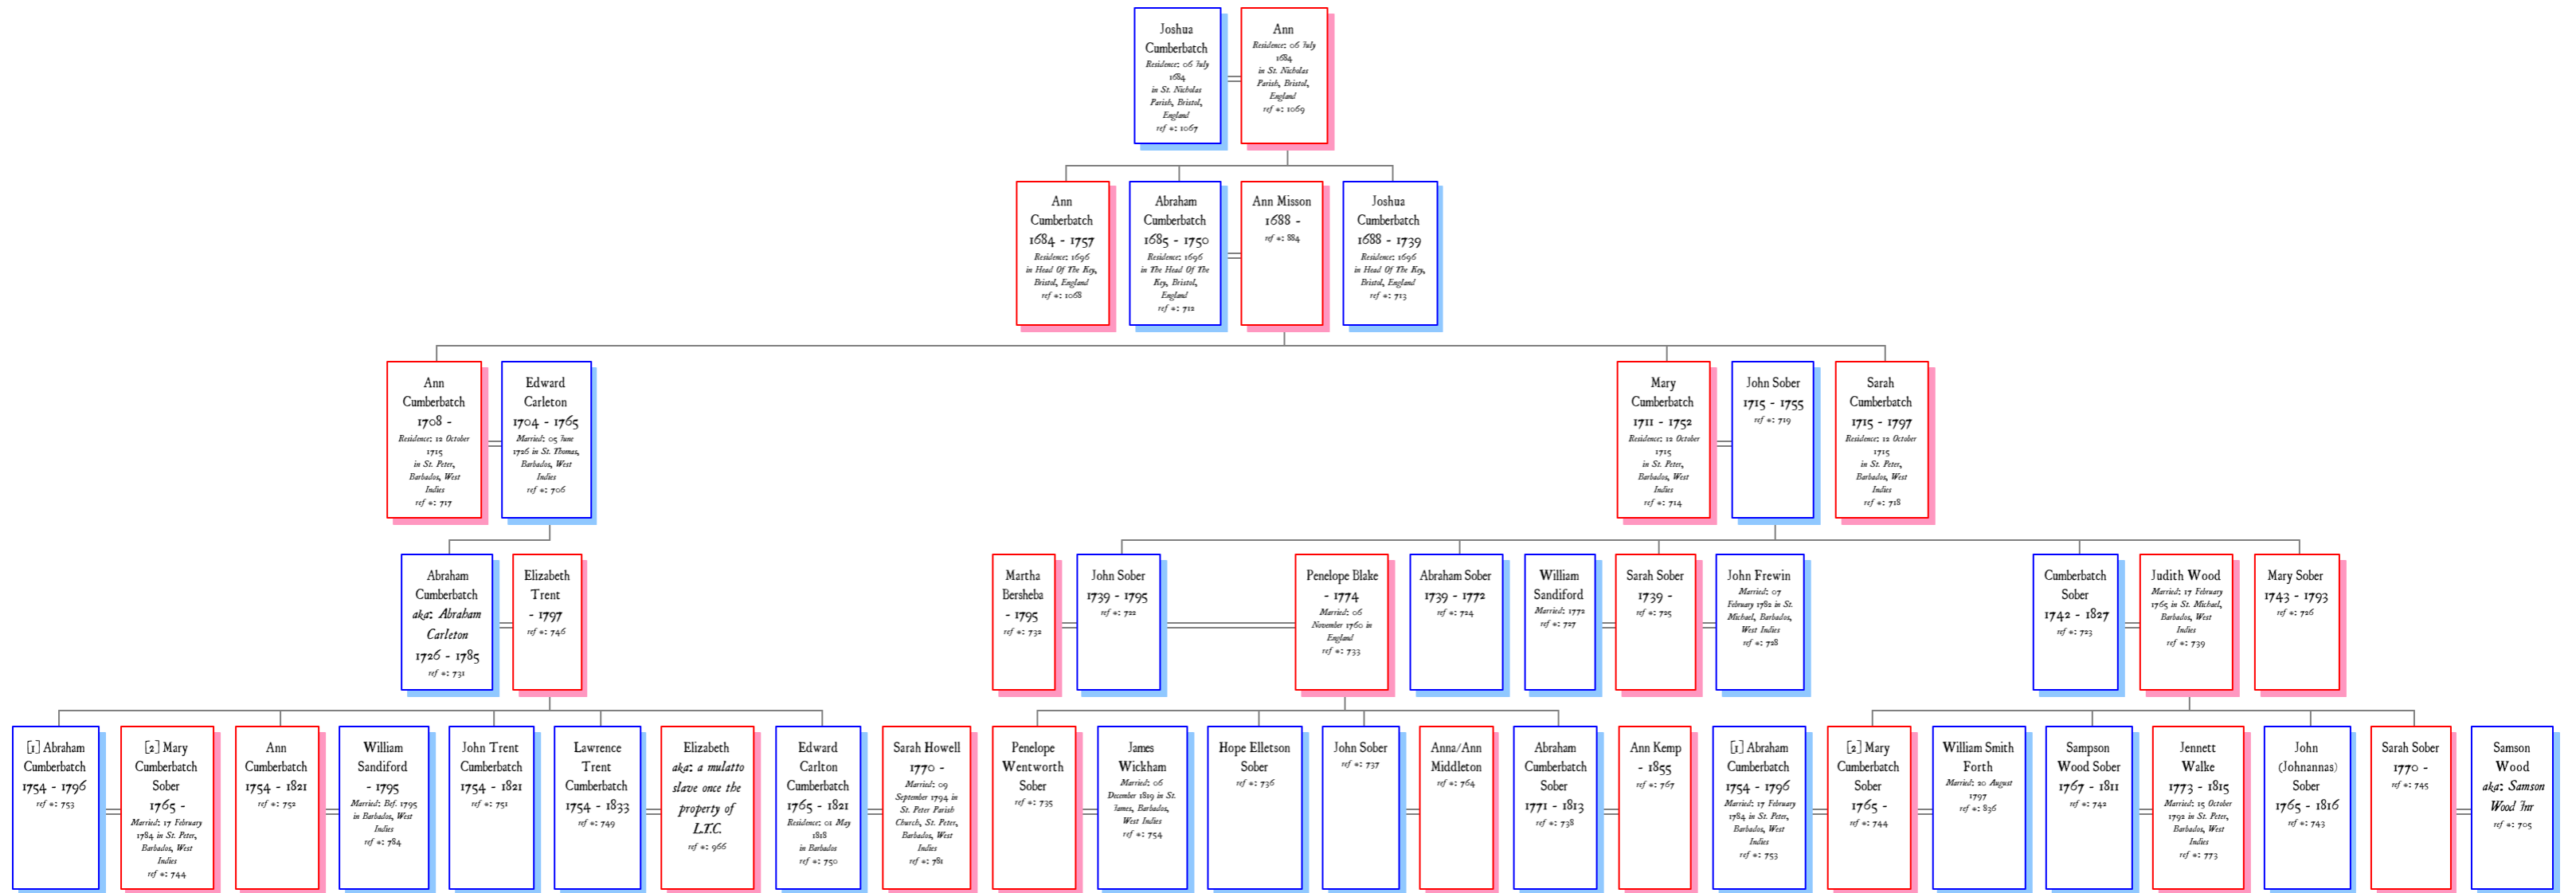 Joshua
Cumberbatch
Residence: 06 July
1684
in St. Nicholas
Parish, Bristol,
England
ref #: 1067
Ann
Residence: 06 July
1684
in St. Nicholas
Parish, Bristol,
England
ref #: 1069
Ann
Cumberbatch
1684 - 1757
Residence: 1696
in Head Of The Key,
Bristol, England
ref #: 1068
Abraham
Cumberbatch
1685 - 1750
Residence: 1696
in The Head Of The
Key, Bristol,
England
ref #: 712
Ann Misson
1688 -
ref #: 884
Joshua
Cumberbatch
1688 - 1739
Residence: 1696
in Head Of The Key,
Bristol, England
ref #: 713
Ann
Cumberbatch
1708 -
Residence: 12 October
1715
in St. Peter,
Barbados, West
Indies
ref #: 717
Edward
Carleton
1704 - 1765
Married: 05 June
1726 in St. Thomas,
Barbados, West
Indies
ref #: 706
Mary
Cumberbatch
1711 - 1752
Residence: 12 October
1715
in St. Peter,
Barbados, West
Indies
ref #: 714
John Sober
1715 - 1755
ref #: 719
Sarah
Cumberbatch
1715 - 1797
Residence: 12 October
1715
in St. Peter,
Barbados, West
Indies
ref #: 718
Abraham
Cumberbatch
aka: Abraham
Carleton
1726 - 1785
ref #: 731
Elizabeth
Trent
- 1797
ref #: 746
Martha
Bersheba
- 1795
ref #: 732
John Sober
1739 - 1795
ref #: 722
Penelope Blake
- 1774
Married: 06
November 1760 in
England
ref #: 733
Abraham Sober
1739 - 1772
ref #: 724
William
Sandiford
Married: 1772
ref #: 727
Sarah Sober
1739 -
ref #: 725
John Frewin
Married: 07
February 1782 in St.
Michael, Barbados,
West Indies
ref #: 728
Cumberbatch
Sober
1742 - 1827
ref #: 723
Judith Wood
Married: 17 February
1765 in St. Michael,
Barbados, West
Indies
ref #: 739
Mary Sober
1743 - 1793
ref #: 726
[1] Abraham
Cumberbatch
1754 - 1796
ref #: 753
[2] Mary
Cumberbatch
Sober
1765 -
Married: 17 February
1784 in St. Peter,
Barbados, West
Indies
ref #: 744
Ann
Cumberbatch
1754 - 1821
ref #: 752
William
Sandiford
- 1795
Married: Bef. 1795
in Barbados, West
Indies
ref #: 784
John Trent
Cumberbatch
1754 - 1821
ref #: 751
Lawrence
Trent
Cumberbatch
1754 - 1833
ref #: 749
Elizabeth
aka: a mulatto
slave once the
property of
L.T.C.
ref #: 966
Edward
Carlton
Cumberbatch
1765 - 1821
Residence: 01 May
1818
in Barbados
ref #: 750
Sarah Howell
1770 -
Married: 09
September 1794 in
St. Peter Parish
Church, St. Peter,
Barbados, West
Indies
ref #: 781
Penelope
Wentworth
Sober
ref #: 735
James
Wickham
Married: 06
December 1819 in St.
James, Barbados,
West Indies
ref #: 754
Hope Elletson
Sober
ref #: 736
John Sober
ref #: 737
Anna/Ann
Middleton
ref #: 764
Abraham
Cumberbatch
Sober
1771 - 1813
ref #: 738
Ann Kemp
- 1855
ref #: 767
[1] Abraham
Cumberbatch
1754 - 1796
Married: 17 February
1784 in St. Peter,
Barbados, West
Indies
ref #: 753
[2] Mary
Cumberbatch
Sober
1765 -
ref #: 744
William Smith
Forth
Married: 20 August
1797
ref #: 836
Sampson
Wood Sober
1767 - 1811
ref #: 742
Jennett
Walke
1773 - 1815
Married: 15 October
1792 in St. Peter,
Barbados, West
Indies
ref #: 773
John
(Johnannas)
Sober
1765 - 1816
ref #: 743
Sarah Sober
1770 -
ref #: 745
Samson
Wood
aka: Samson
Wood Jnr
ref #: 705